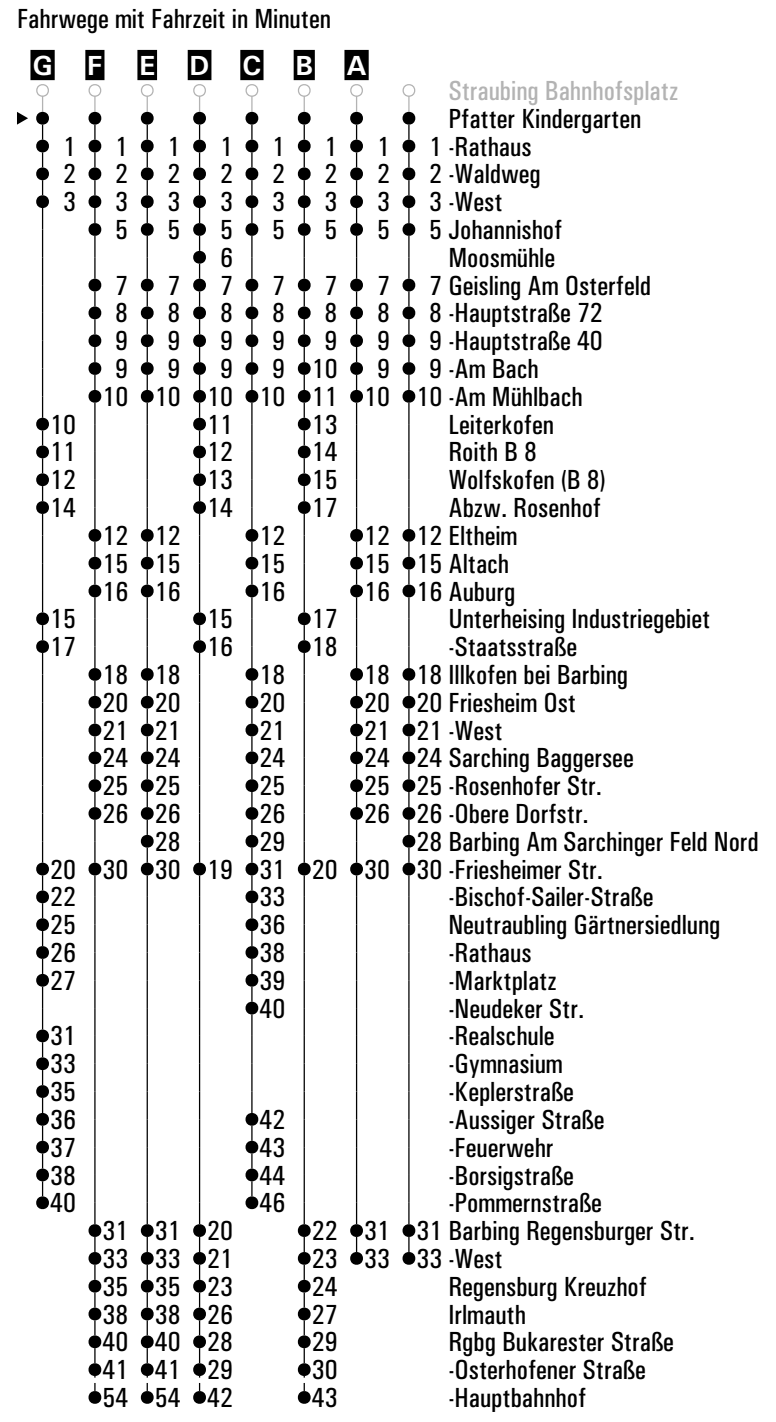 Fahrwege mit Fahrzeit in Minuten
G F E D C B A
Straubing Bahnhofsplatz
Pfatter Kindergarten
1 1 1 1 1 1 1 1 -Rathaus
2 2 2 2 2 2 2 2 -Waldweg
3 3 3 3 3 3 3 3 -West
5 5 5 5 5 5 5 Johannishof
6 Moosmühle
7 7 7 7 7 7 7 Geisling Am Osterfeld
8 8 8 8 8 8 8 -Hauptstraße 72
9 9 9 9 9 9 9 -Hauptstraße 40
9 9 9 9 10 9 9 -Am Bach
10 10 10 10 11 10 10 -Am Mühlbach
10 11 13 Leiterkofen
11 12 14 Roith B 8
12 13 15 Wolfskofen (B 8)
14 14 17 Abzw. Rosenhof
12 12 12 12 12 Eltheim
15 15 15 15 15 Altach
16 16 16 16 16 Auburg
15 15 17 Unterheising Industriegebiet
17 16 18 -Staatsstraße
18 18 18 18 18 Illkofen bei Barbing
20 20 20 20 20 Friesheim Ost
21 21 21 21 21 -West
24 24 24 24 24 Sarching Baggersee
25 25 25 25 25 -Rosenhofer Str.
26 26 26 26 26 -Obere Dorfstr.
28 29 28 Barbing Am Sarchinger Feld Nord
20 30 30 19 31 20 30 30 -Friesheimer Str.
22 33 -Bischof-Sailer-Straße
25 36 Neutraubling Gärtnersiedlung
26 38 -Rathaus
27 39 -Marktplatz
40 -Neudeker Str.
31 -Realschule
33 -Gymnasium
35 -Keplerstraße
36 42 -Aussiger Straße
37 43 -Feuerwehr
38 44 -Borsigstraße
40 46 -Pommernstraße
31 31 20 22 31 31 Barbing Regensburger Str.
33 33 21 23 33 33 -West
35 35 23 24 Regensburg Kreuzhof
38 38 26 27 Irlmauth
40 40 28 29 Rgbg Bukarester Straße
41 41 29 30 -Osterhofener Straße
54 54 42 43 -Hauptbahnhof